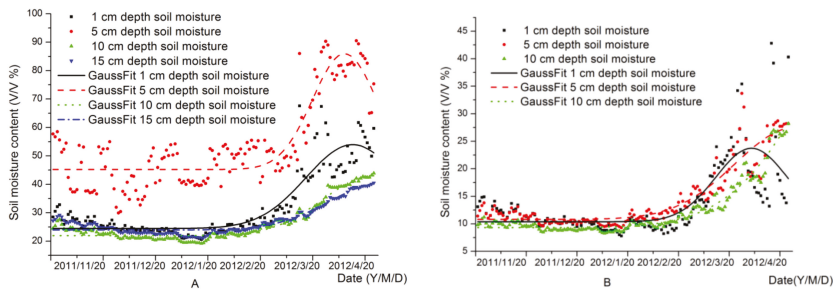 100
90
80
70
60
50
40
30
20
Soil moisture content (V/V %)
1 cm depth soil moisture
5 cm depth soil moisture
10 cm depth soil moisture
15 cm depth soil moisture
GaussFit 1 cm depth soil moisture
GaussFit 5 cm depth soil moisture
GaussFit 10 cm depth soil moisture
GaussFit 15 cm depth soil moisture
2011/11/20 2011/12/20 2012/1/20 2012/2/20 2012/3/20 2012/4/20
A
Date (Y/M/D)
45
40
35
30
25
20
15
10
5
Soil moisture content (V/V %)
1 cm depth soil moisture
5 cm depth soil moisture
10 cm depth soil moisture
GaussFit 1 cm depth soil moisture
GaussFit 5 cm depth soil moisture
GaussFit 10 cm depth soil moisture
2011/11/20 2011/12/20 2012/1/20 2012/2/20 2012/3/20 2012/4/20
B
Date(Y/M/D)